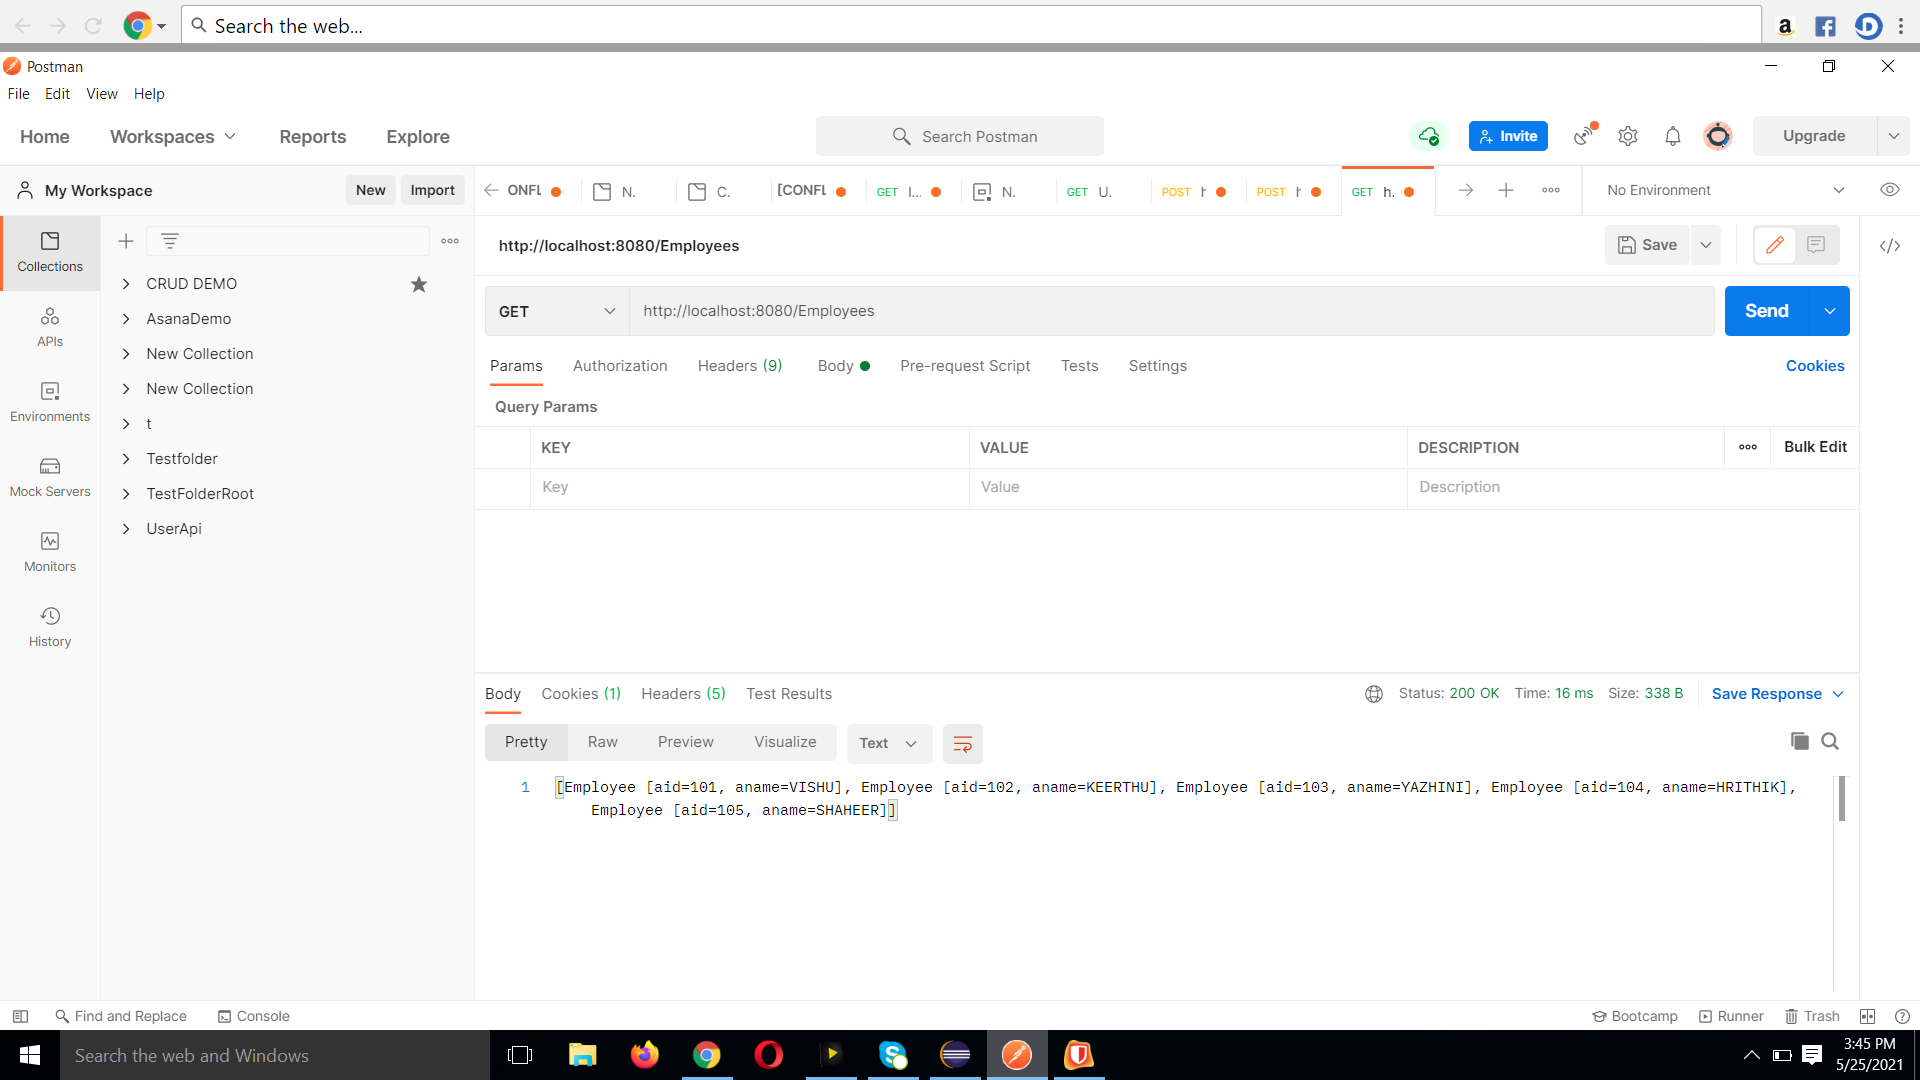 Search the web...
a
Postman
File Edit View Help
Home Workspaces Reports Explore
Search Postman
Invite
Upgrade
My Workspace New Import
ONFL N. C. [CONFL GET I... N. GET U. POST h POST h GET h.
No Environment
Collections
APIs
Environments
Mock Servers
Monitors
History
CRUD DEMO
AsanaDemo
New Collection
New Collection
t
Testfolder
TestFolderRoot
UserApi
http://localhost:8080/Employees
Save
GET http://localhost:8080/Employees Send
Params Authorization Headers (9) Body Pre-request Script Tests Settings Cookies
Query Params
KEY VALUE DESCRIPTION Bulk Edit
Key Value Description
Body Cookies (1) Headers (5) Test Results Status: 200 OK Time: 16 ms Size: 338 B Save Response
Pretty Raw Preview Visualize Text
1 [Employee [aid=101, aname=VISHU], Employee [aid=102, aname=KEERTHU], Employee [aid=103, aname=YAZHINI], Employee [aid=104, aname=HRITHIK],
Employee [aid=105, aname=SHAHEER]]
Find and Replace Console Bootcamp Runner Trash
Search the web and Windows
3:45 PM
5/25/2021